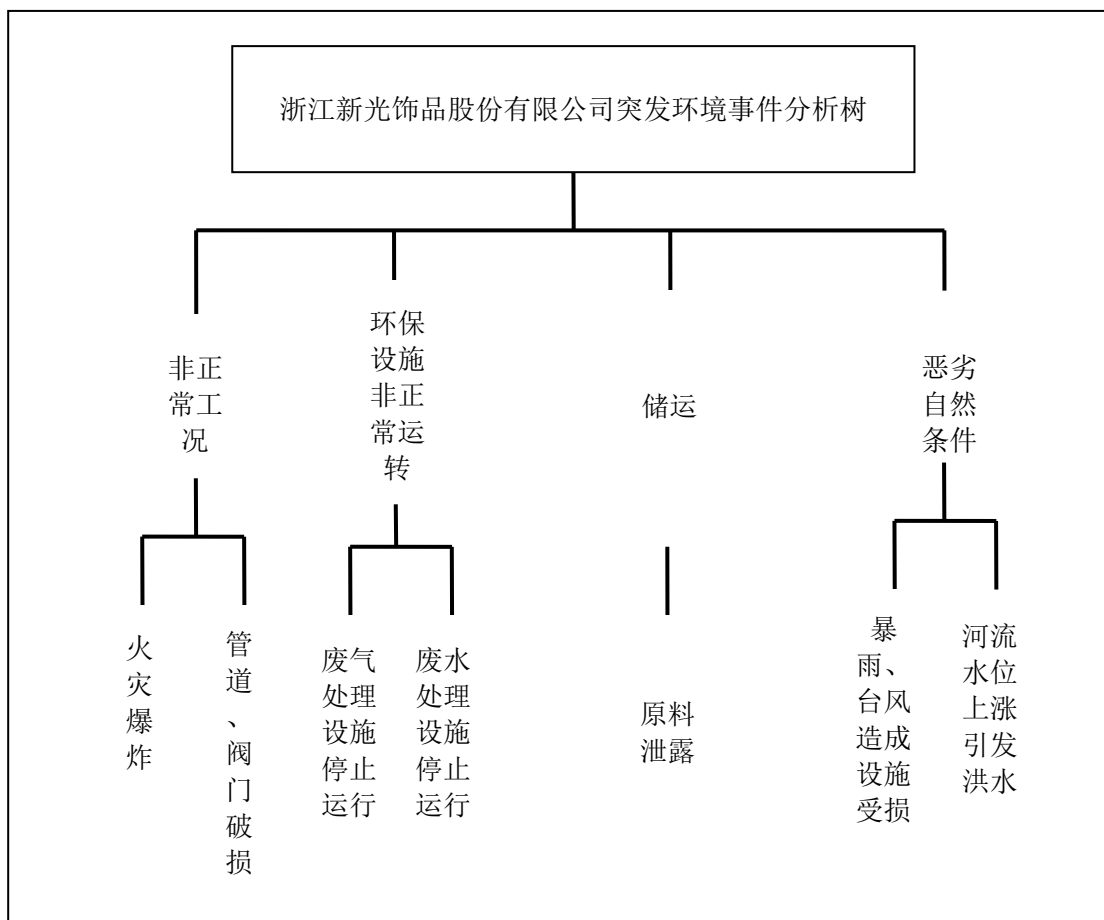 浙江新光饰品股份有限公司突发环境事件分析树
非正
常工
况
环保
设施
非正
常运
转
储运
恶劣
自然
条件
火
灾
爆
炸
管
道
、
阀
门
破
损
废气
处理
设施
停止
运行
废水
处理
设施
停止
运行
原料
泄露
暴
雨、
台风
造成
设施
受损
河流
水位
上涨
引发
洪水